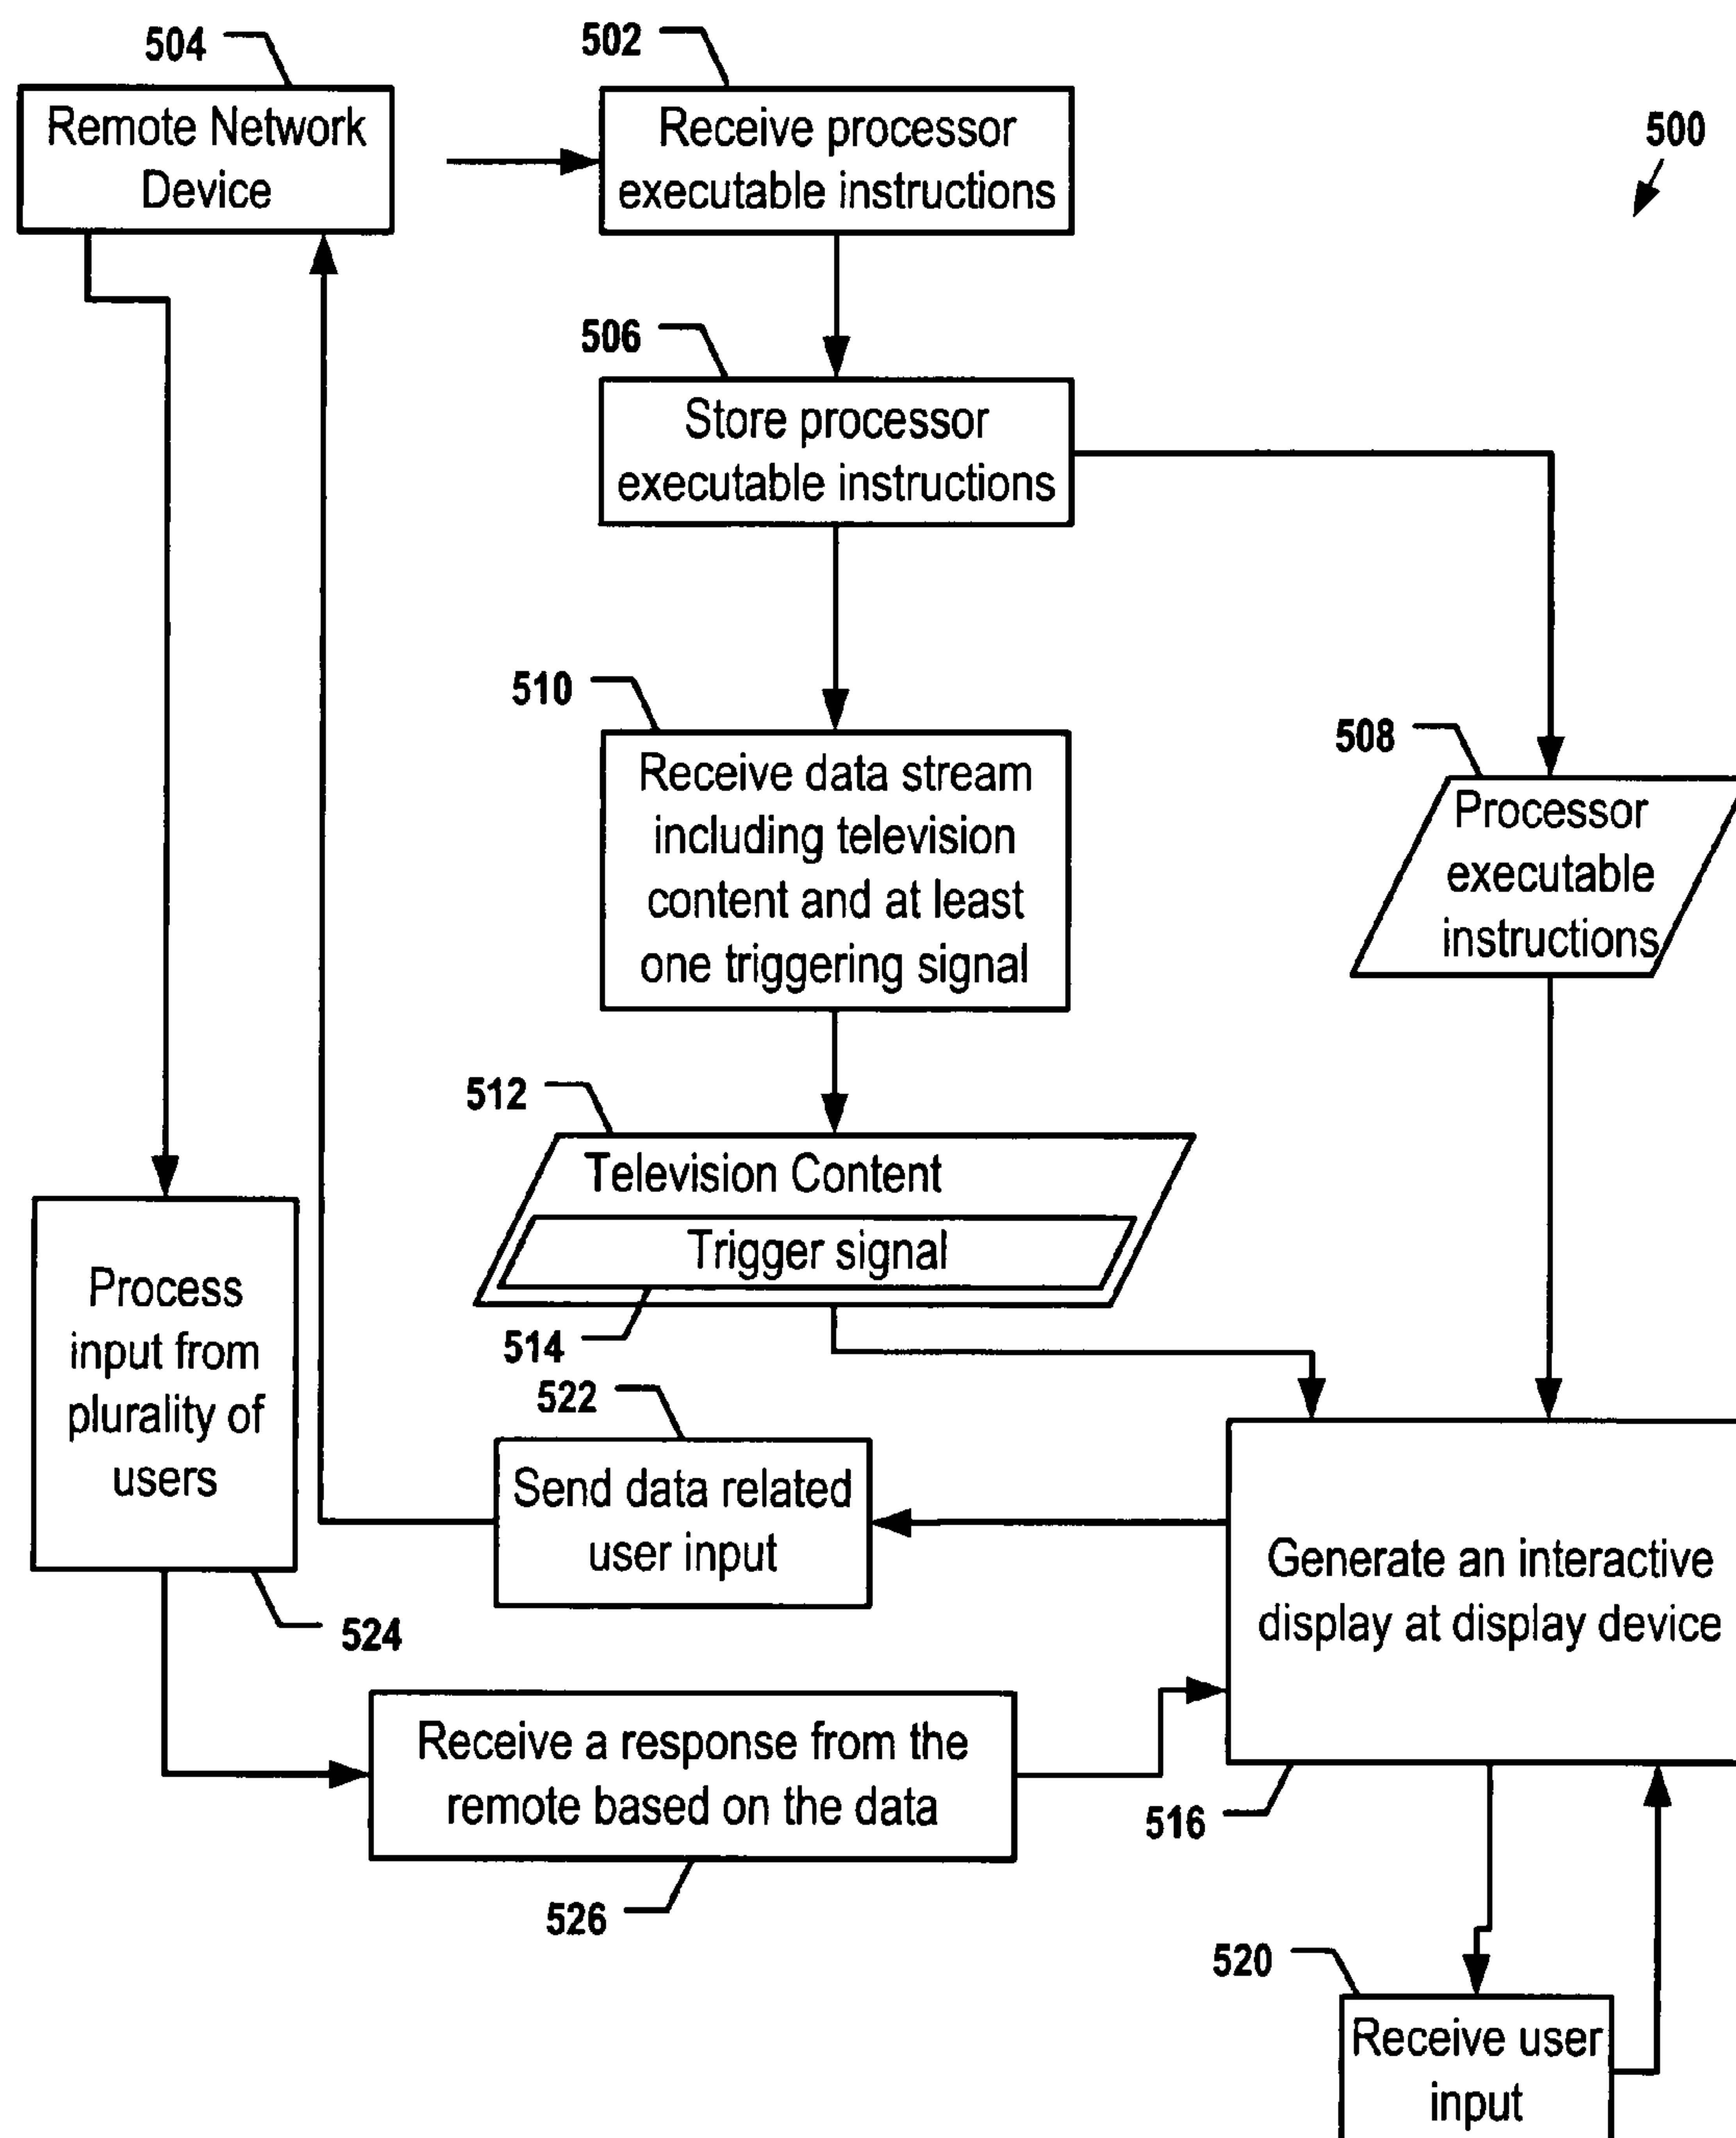 504
502
Remote Network
Device
Receive processor
executable instructions
500
506
Store processor
executable instructions
510
508
Receive data stream
including television
content and at least
one triggering signal
Processor
executable
instructions
512
Television Content
Trigger signal
514
Process
input from
plurality of
users
522
Send data related
user input
Generate an interactive
display at display device
524
Receive a response from the
remote based on the data
516
526
520
Receive user
input